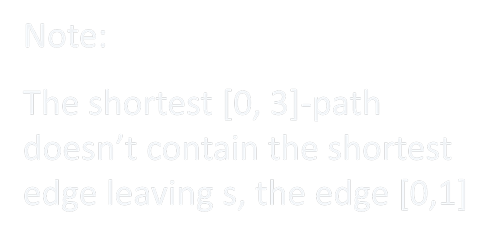 Note:
The shortest [0, 3]-path
doesn't contain the shortest
edge leaving s, the edge [0,1]